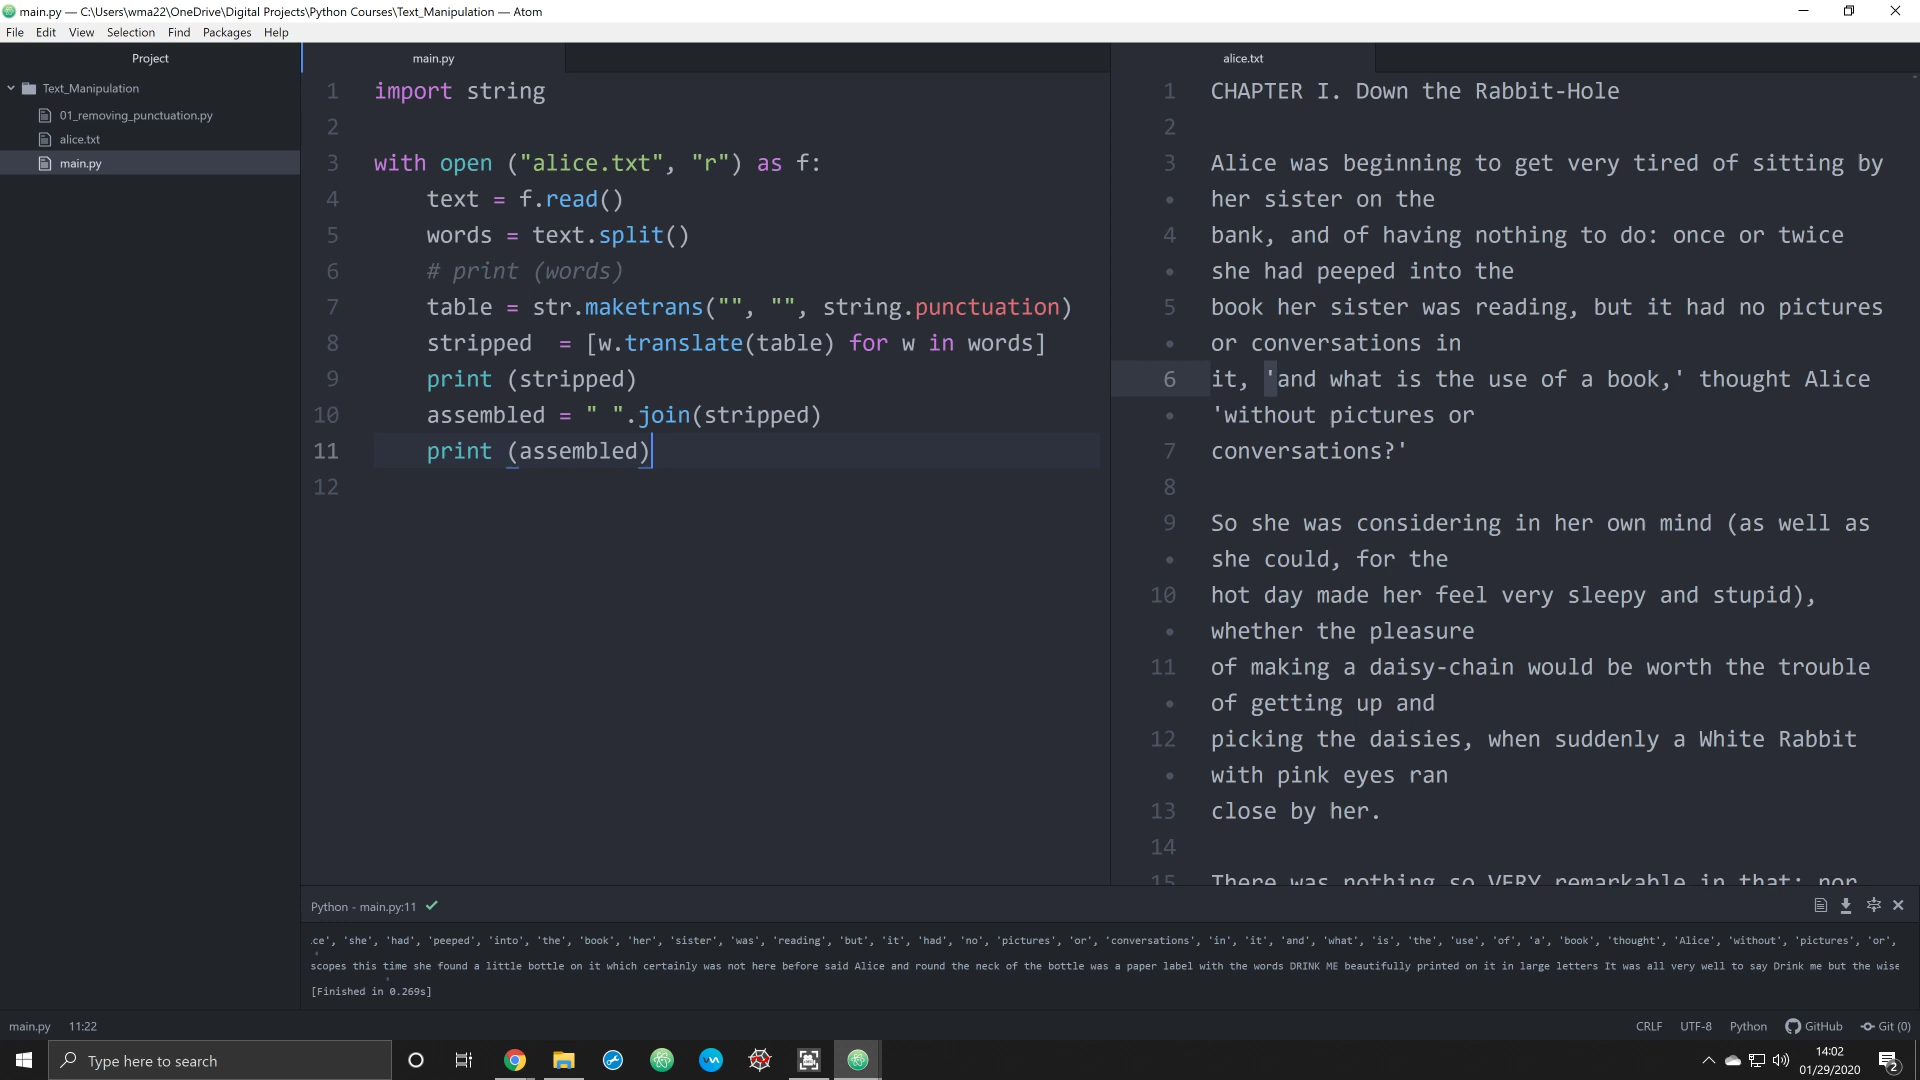 main.py — C:\Users\wma22\OneDrive\Digital Projects\Python Courses\Text_Manipulation — Atom
File Edit View Selection Find Packages Help
Project
Text_Manipulation
01_removing_punctuation.py
alice.txt
main.py
main.py
1 import string
2
3 with open ("alice.txt", "r") as f:
4 text = f.read()
5 words = text.split()
6 # print (words)
7 table = str.maketrans("", "", string.punctuation)
8 stripped  = [w.translate(table) for w in words]
9 print (stripped)
10 assembled = " ".join(stripped)
11 print (assembled)
12
alice.txt
1 CHAPTER I. Down the Rabbit-Hole
2
3 Alice was beginning to get very tired of sitting by
• her sister on the
4 bank, and of having nothing to do: once or twice
• she had peeped into the
5 book her sister was reading, but it had no pictures
• or conversations in
6 it, 'and what is the use of a book,' thought Alice
• 'without pictures or
7 conversations?'
8
9 So she was considering in her own mind (as well as
• she could, for the
10 hot day made her feel very sleepy and stupid),
• whether the pleasure
11 of making a daisy-chain would be worth the trouble
• of getting up and
12 picking the daisies, when suddenly a White Rabbit
• with pink eyes ran
13 close by her.
14
15 There was nothing so VERY remarkable in that; nor
Python - main.py:11
ce', 'she', 'had', 'peeped', 'into', 'the', 'book', 'her', 'sister', 'was', 'reading', 'but', 'it', 'had', 'no', 'pictures', 'or', 'conversations', 'in', 'it', 'and', 'what', 'is', 'the', 'use', 'of', 'a', 'book', 'thought', 'Alice', 'without', 'pictures', 'or',
scopes this time she found a little bottle on it which certainly was not here before said Alice and round the neck of the bottle was a paper label with the words DRINK ME beautifully printed on it in large letters It was all very well to say Drink me but the wise
[Finished in 0.269s]
main.py 11:22 CRLF UTF-8 Python GitHub Git (0)
Type here to search
14:02
01/29/2020
2